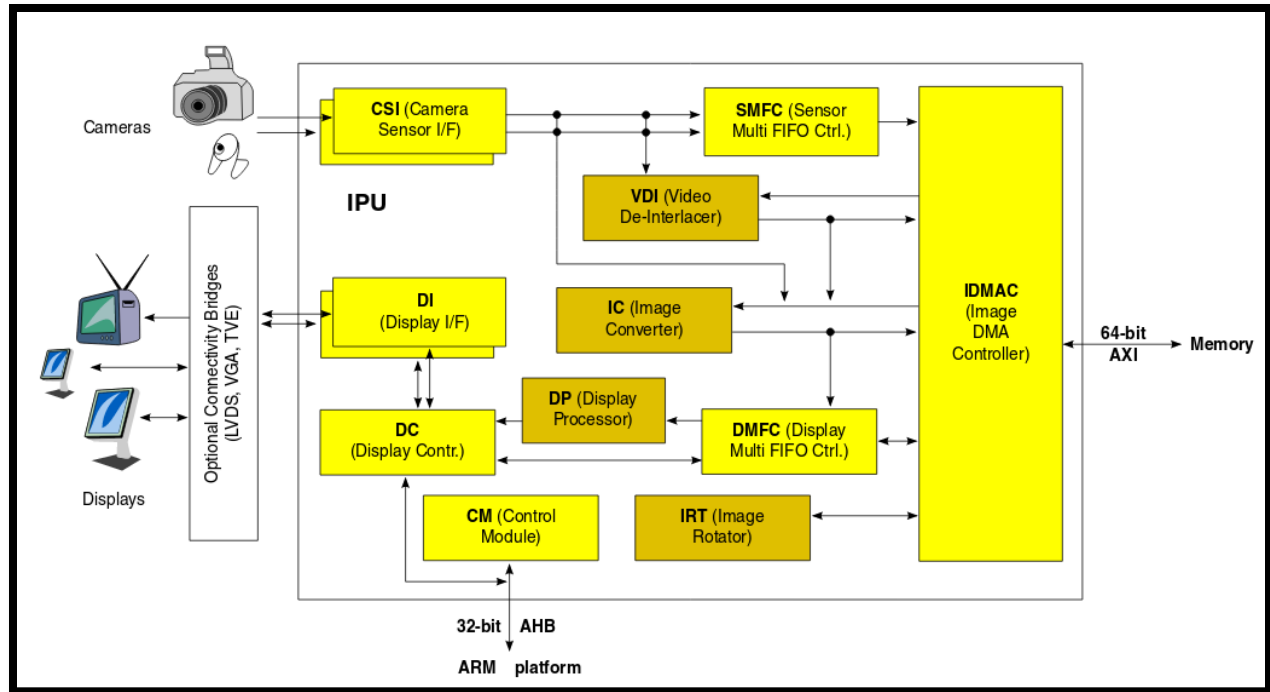 Cameras
CSI (Camera
Sensor I/F)
SMFC (Sensor
Multi FIFO Ctrl.)
IPU
VDI (Video
De-Interlacer)
Optional Connectivity Bridges
(LVDS, VGA, TVE)
DI
(Display I/F)
IC (Image
Converter)
IDMAC
(Image
DMA
Controller)
64-bit
AXI
Memory
DP (Display
Processor)
DC
(Display Contr.)
DMFC (Display
Multi FIFO Ctrl.)
Displays
CM (Control
Module)
IRT (Image
Rotator)
32-bit AHB
ARM platform